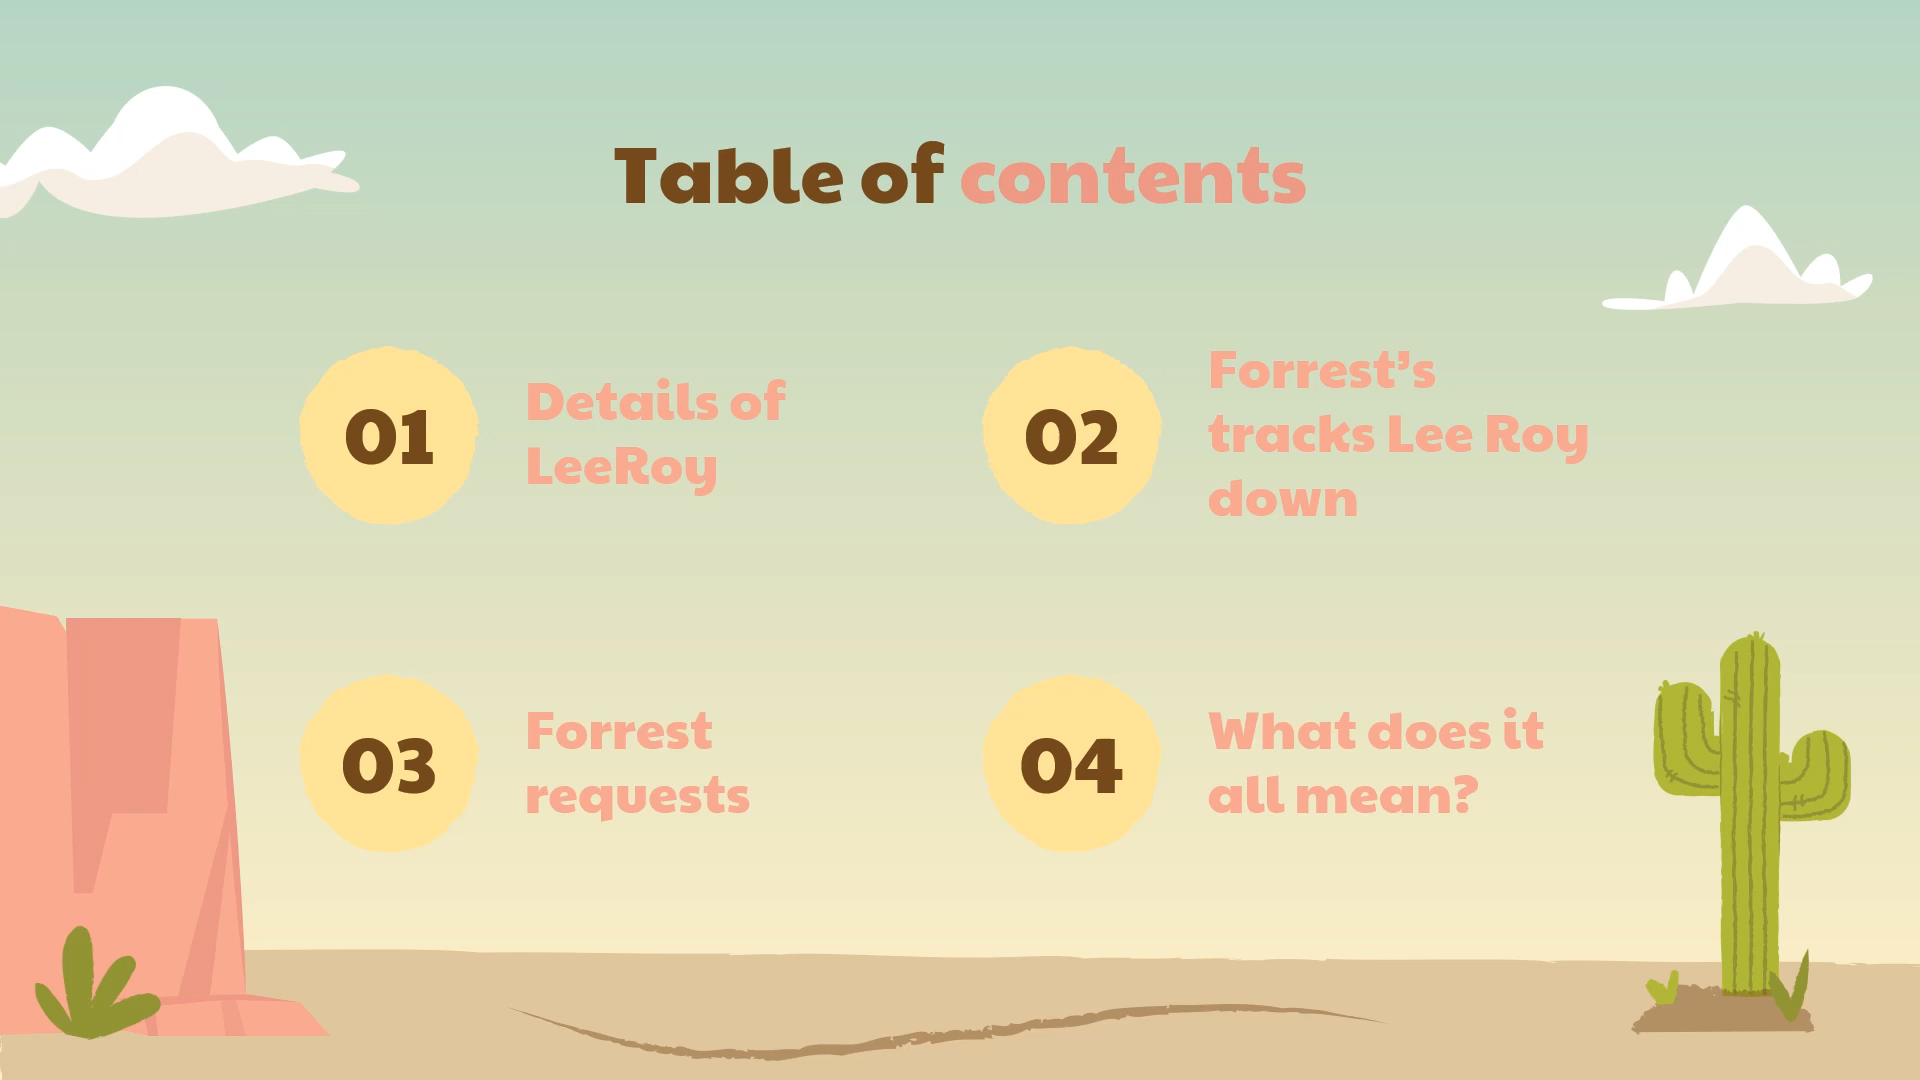 Table of contents
01
Details of
LeeRoy
02
Forrest’s
tracks Lee Roy
down
03
Forrest
requests
04
What does it
all mean?